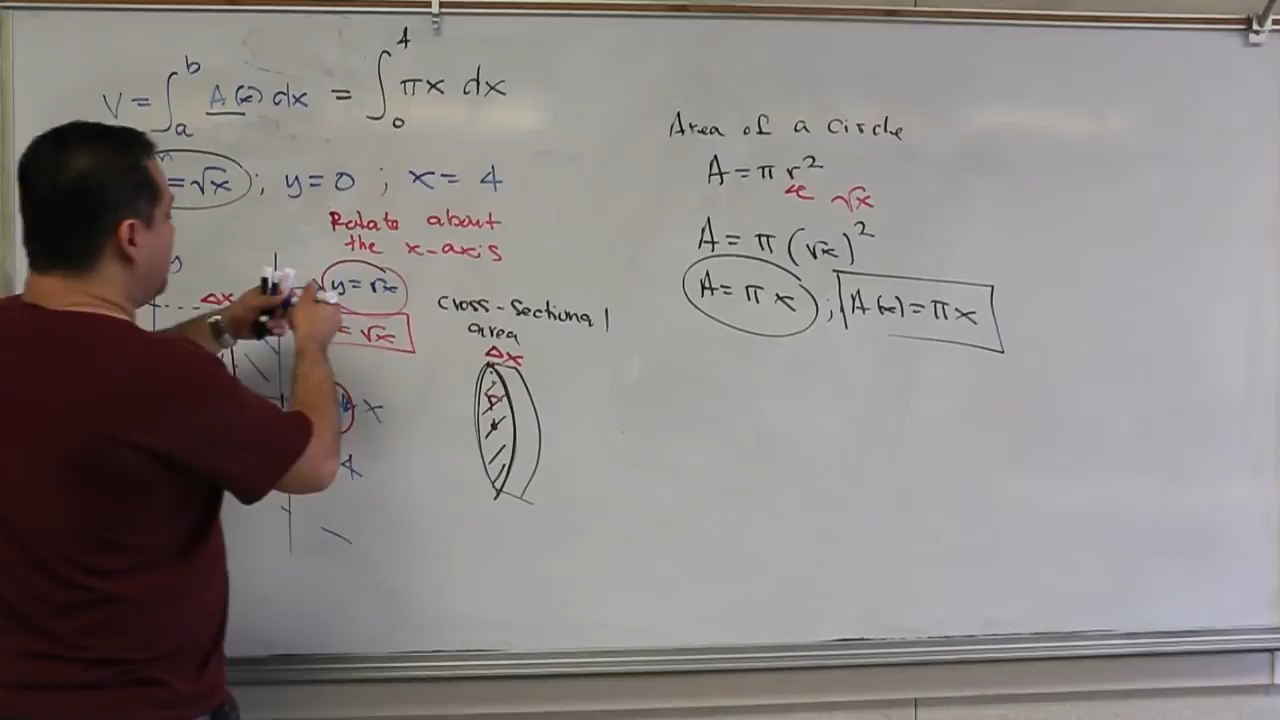 V = ∫_a^b A(x) dx = ∫_0^4 πx dx
=√x ; y=0 ; x= 4
Rotate about
the x-axis
y
Δx
y=√x
= √x
x
4
Cross-sectional
area
Δx
Area of a circle
A = π r²
√x
A = π (√x)²
A = π x ; A(x) = π x